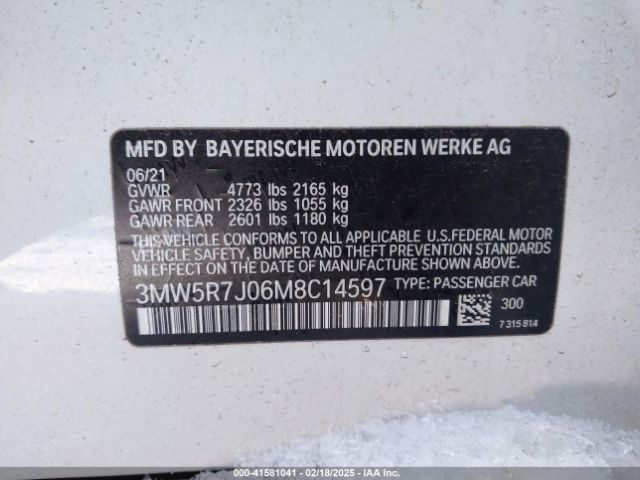 MFD BY BAYERISCHE MOTOREN WERKE AG
06/21
GVWR 4773 lbs 2165 kg
GAWR FRONT 2326 lbs 1055 kg
GAWR REAR 2601 lbs 1180 kg
THIS VEHICLE CONFORMS TO ALL APPLICABLE U.S.FEDERAL MOTOR
VEHICLE SAFETY, BUMPER AND THEFT PREVENTION STANDARDS
IN EFFECT ON THE DATE OF MANUFACTURE SHOWN ABOVE.
3MW5R7J06M8C14597 TYPE: PASSENGER CAR
300
7 315 814
000-41581041 | 02/18/2025 | IAA Inc.